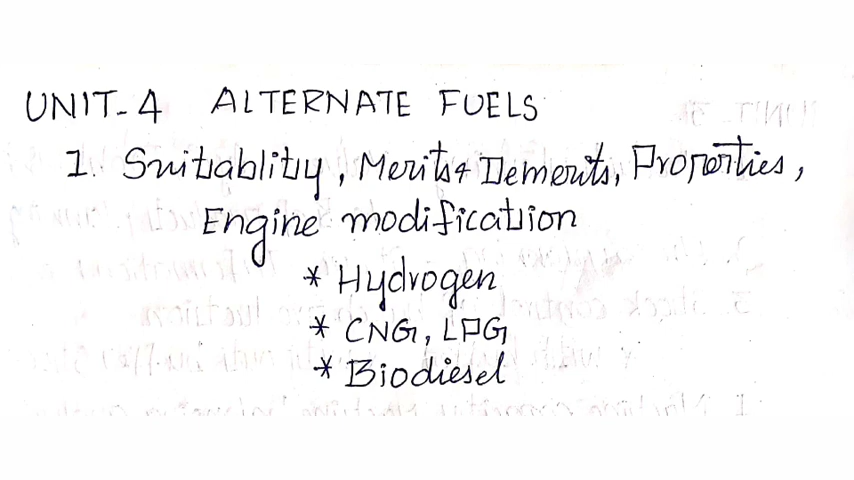 UNIT-4 ALTERNATE FUELS
1. Suitablity, Merits & Demerits, Properties,
Engine modification
* Hydrogen
* CNG, LPG
* Biodiesel